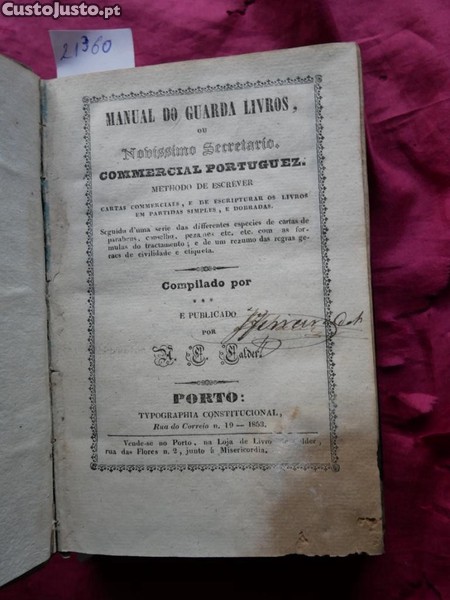 CustoJusto.pt
21360
MANUAL DO GUARDA LIVROS,
OU
Novissimo Secretario.
COMMERCIAL PORTUGUEZ.
METHODO DE ESCREVER
CARTAS COMMERCIAES, E DE ESCRIPTURAR OS LIVROS
EM PARTIDAS SIMPLES, E DOBRADAS.
Seguido d'uma serie das differentes especies de cartas de
parabens, conselho, pezames etc. etc. com as for-
mulas do tractamento; e de um rezumo das regras ge-
raes de civilidade e etiqueta.
Compilado por
***
E PUBLICADO
POR
A. C. Calder.
PORTO:
TYPOGRAPHIA CONSTITUCIONAL,
Rua do Correio n. 19 — 1853.
Vende-se no Porto, na Loja de
rua das Flores n. 2, junto á Misericordia.